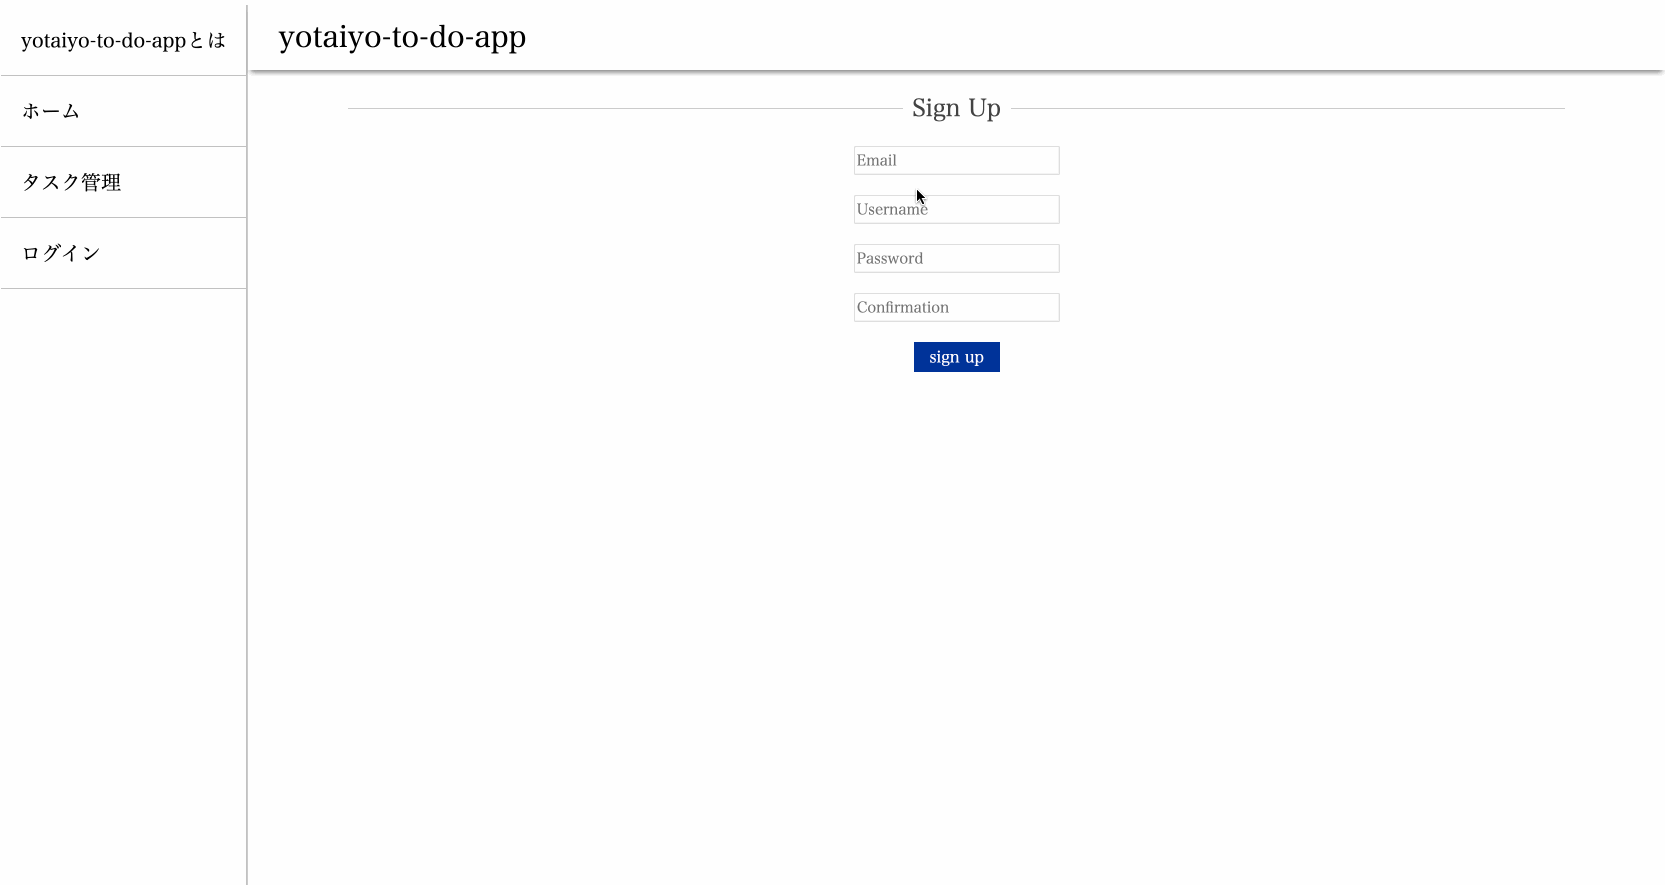 yotaiyo-to-do-appとは
ホーム
タスク管理
ログイン
yotaiyo-to-do-app
Sign Up
Email
Username
Password
Confirmation
sign up